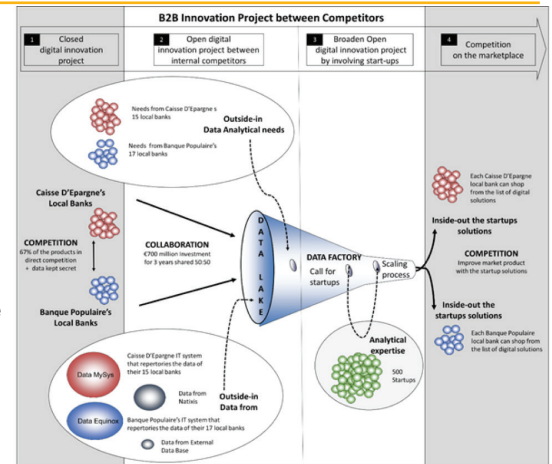 B2B Innovation Project between Competitors
1
Closed
digital innovation
project
2
Open digital
innovation project between
internal competitors
3
Broaden Open
digital innovation project
by involving start-ups
4
Competition
on the marketplace
Needs from Caisse D'Epargne s
15 local banks
Needs from Banque Populaire's
17 local banks
Outside-in
Data Analytical needs
Caisse D'Epargne's
Local Banks
COMPETITION
67% of the products in
direct competition
+ data kept secret
Banque Populaire's
Local Banks
COLLABORATION
€700 million investment
for 3 years shared 50:50
DATA LAKE
DATA FACTORY
Call for
startups
Scaling
process
Analytical
expertise
500
Startups
Data MySys
Caisse D'Epargne IT system
that repertories the data of
their 15 local banks
Data from
Natixis
Data Equinox
Banque Populaire's IT system that
repertories the data of their 17 local banks
Data from External
Data Base
Outside-in
Data from
Each Caisse D'Epargne
local bank can shop
from the list of digital
solutions
Inside-out the startups
solutions
COMPETITION
Improve market product
with the startup solutions
Inside-out the
startups solutions
Each Banque Populaire
local bank can shop from
the list of digital solutions